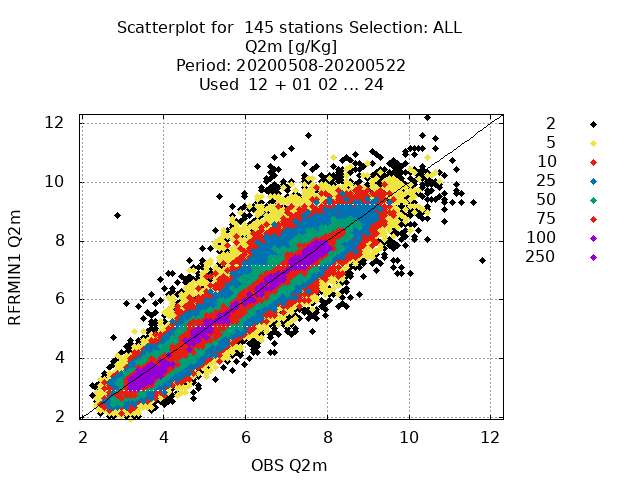 Scatterplot for  145 stations Selection: ALL
Q2m [g/Kg]
Period: 20200508-20200522
Used  12 + 01 02 ... 24
12
10
8
6
4
2
RFRMIN1 Q2m
2 4 6 8 10 12
OBS Q2m
2
5
10
25
50
75
100
250